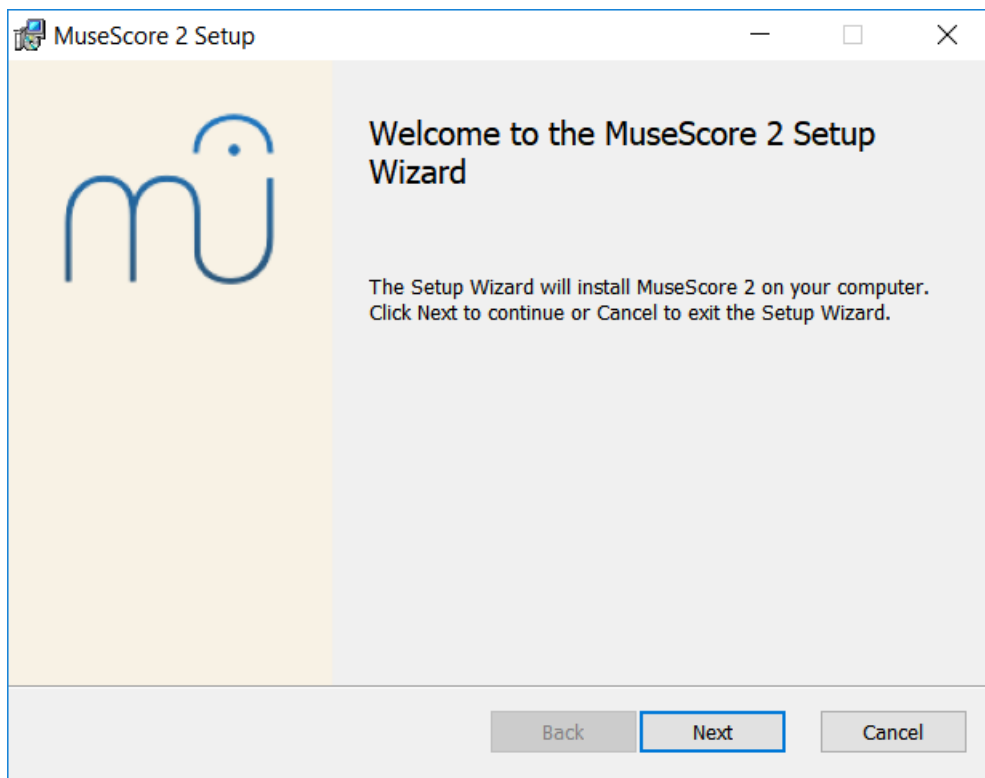 MuseScore 2 Setup
Welcome to the MuseScore 2 Setup
Wizard
The Setup Wizard will install MuseScore 2 on your computer.
Click Next to continue or Cancel to exit the Setup Wizard.
Back Next Cancel